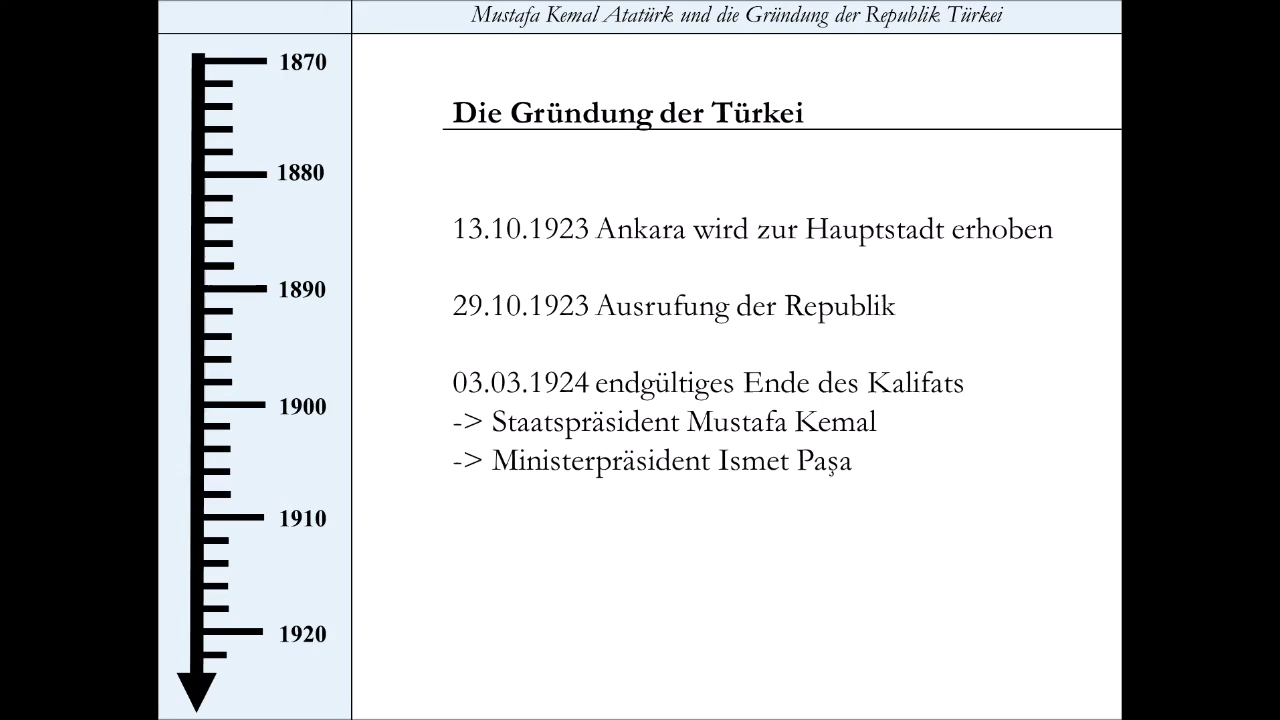 Mustafa Kemal Atatürk und die Gründung der Republik Türkei
1870
1880
1890
1900
1910
1920
Die Gründung der Türkei
13.10.1923 Ankara wird zur Hauptstadt erhoben
29.10.1923 Ausrufung der Republik
03.03.1924 endgültiges Ende des Kalifats
-> Staatspräsident Mustafa Kemal
-> Ministerpräsident Ismet Paşa